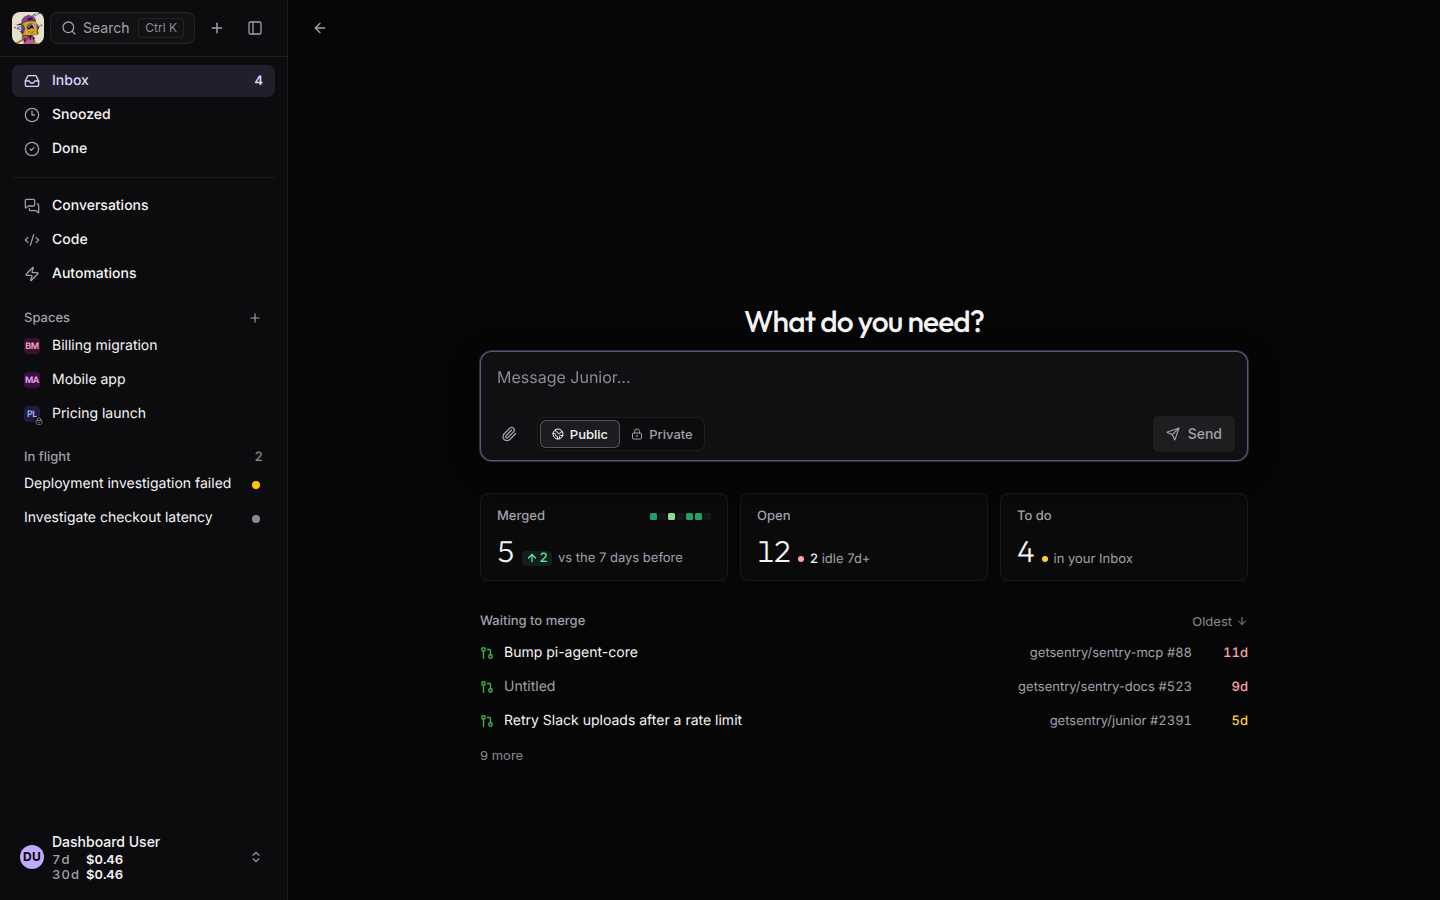 Search Ctrl K
Inbox 4
Snoozed
Done
Conversations
Code
Automations
Spaces
BM Billing migration
MA Mobile app
PL Pricing launch
In flight 2
Deployment investigation failed
Investigate checkout latency
DU Dashboard User
7d $0.46
30d $0.46
What do you need?
Message Junior...
Public Private Send
Merged
5 2 vs the 7 days before
Open
12 2 idle 7d+
To do
4 in your Inbox
Waiting to merge Oldest
Bump pi-agent-core getsentry/sentry-mcp #88 11d
Untitled getsentry/sentry-docs #523 9d
Retry Slack uploads after a rate limit getsentry/junior #2391 5d
9 more